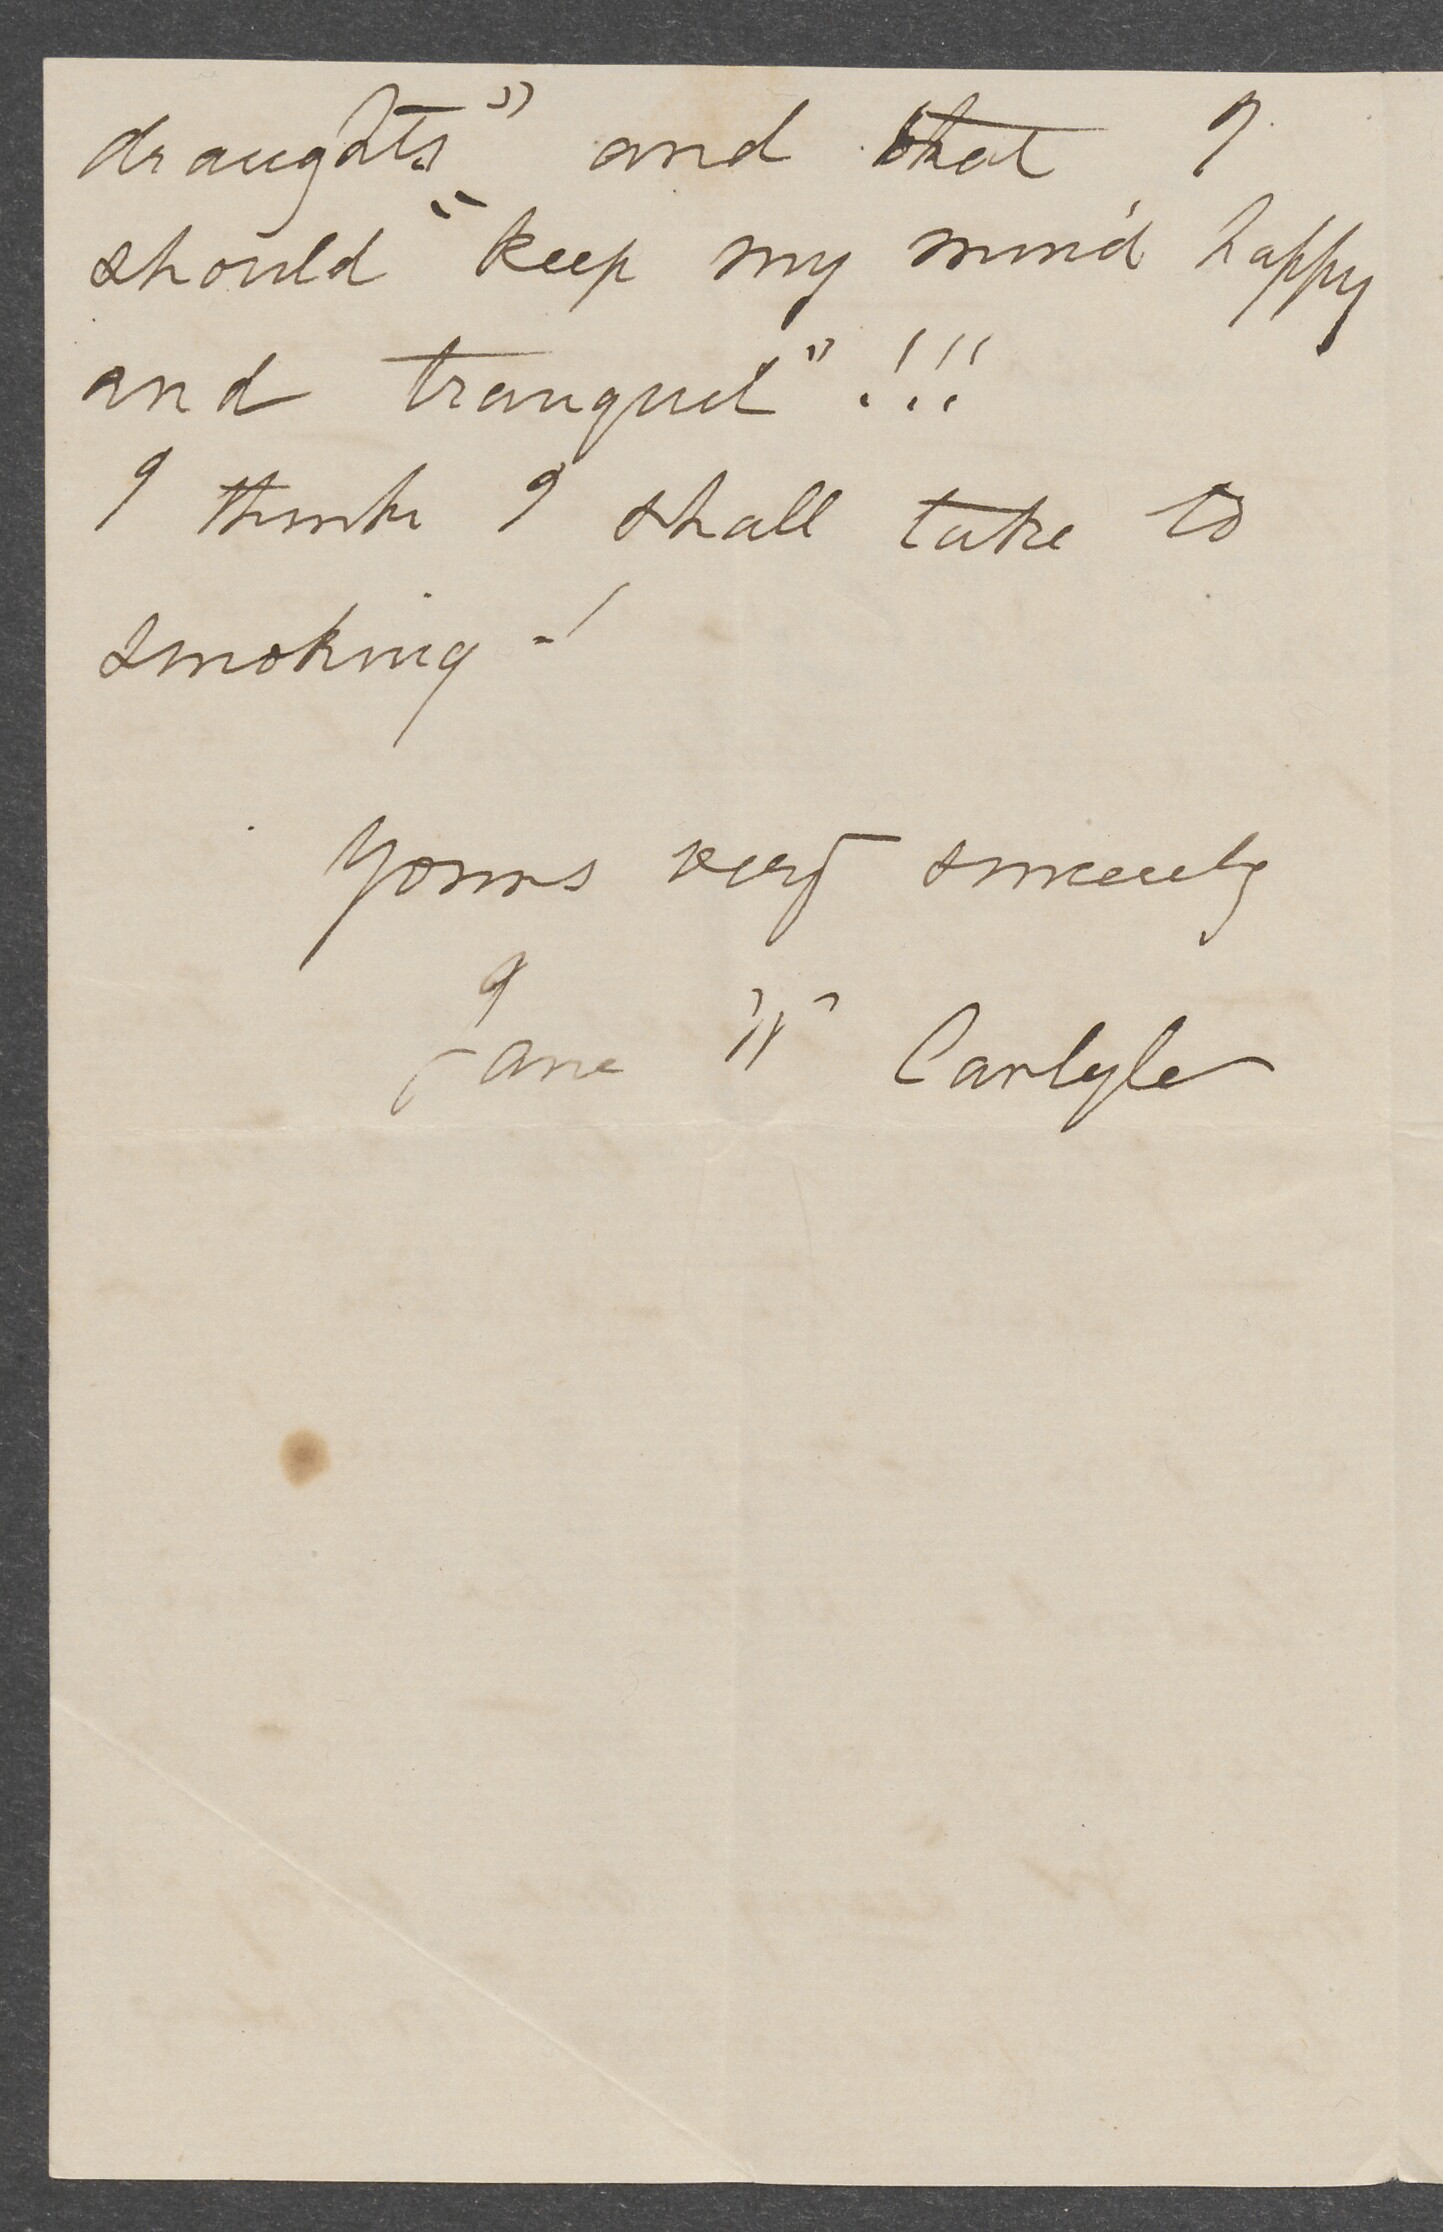 draughts" and that I
should "keep my mind happy
and tranquil" !!!
I think I shall take to
smoking -!
Yours very sincerely
Jane W Carlyle